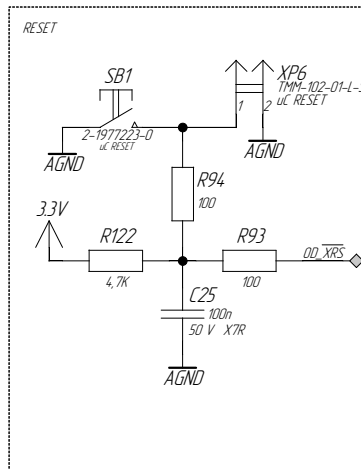 RESET
SB1
XP6
TMM-102-01-L-
uC RESET
1
2
2-1977223-0
uC RESET
AGND
AGND
R94
100
3.3V
R122
4,7K
R93
100
OD_XRS
C25
100n
50 V X7R
AGND